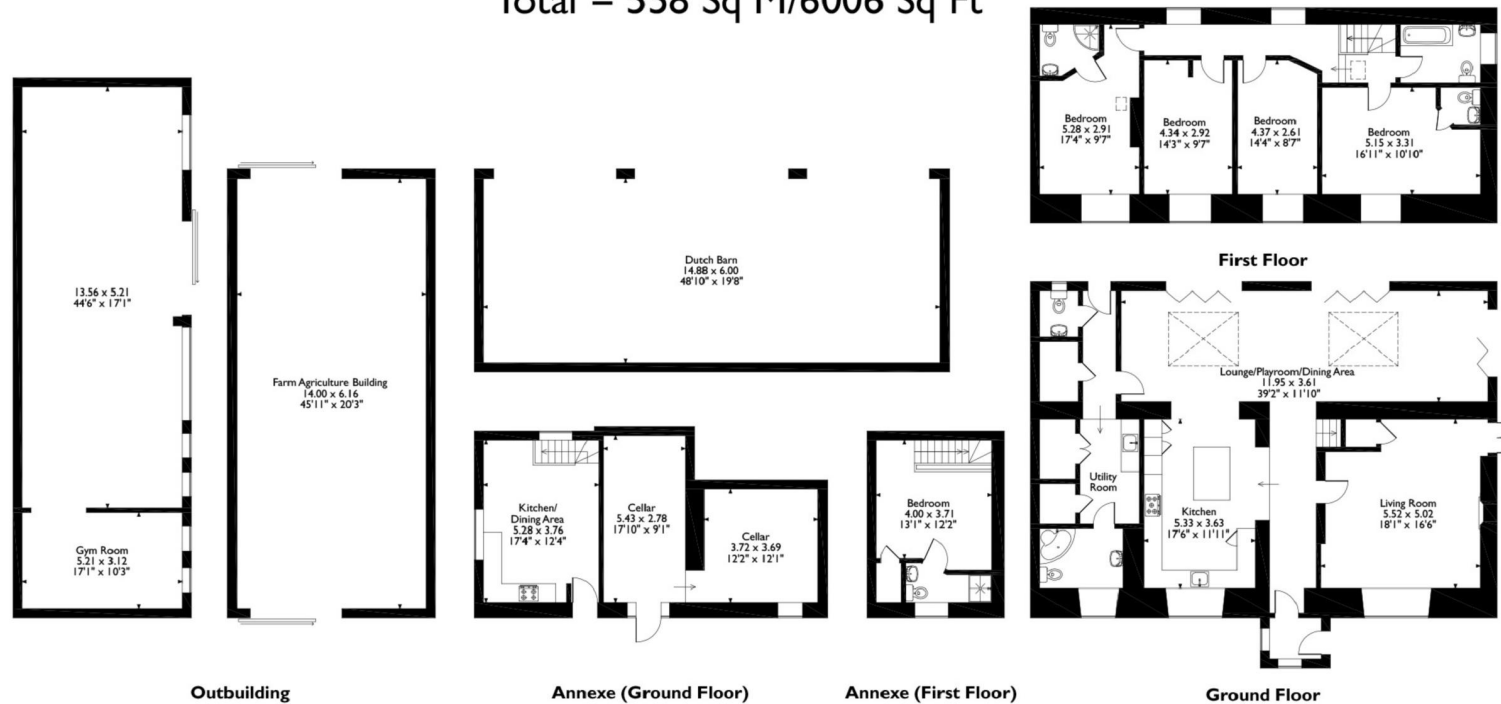 Total = 558 Sq M/6006 Sq Ft
Bedroom
5.28 x 2.91
17'4" x 9'7"
Bedroom
4.34 x 2.92
14'3" x 9'7"
Bedroom
4.37 x 2.61
14'4" x 8'7"
Bedroom
5.15 x 3.31
16'11" x 10'10"
First Floor
13.56 x 5.21
44'6" x 17'1"
Gym Room
5.21 x 3.12
17'1" x 10'3"
Farm Agriculture Building
14.00 x 6.16
45'11" x 20'3"
Dutch Barn
14.88 x 6.00
48'10" x 19'8"
Kitchen/
Dining Area
5.28 x 3.76
17'4" x 12'4"
Cellar
5.43 x 2.78
17'10" x 9'1"
Cellar
3.72 x 3.69
12'2" x 12'1"
Bedroom
4.00 x 3.71
13'1" x 12'2"
Lounge/Playroom/Dining Area
11.95 x 3.61
39'2" x 11'10"
Utility
Room
Kitchen
5.33 x 3.63
17'6" x 11'11"
Living Room
5.52 x 5.02
18'1" x 16'6"
Outbuilding
Annexe (Ground Floor)
Annexe (First Floor)
Ground Floor